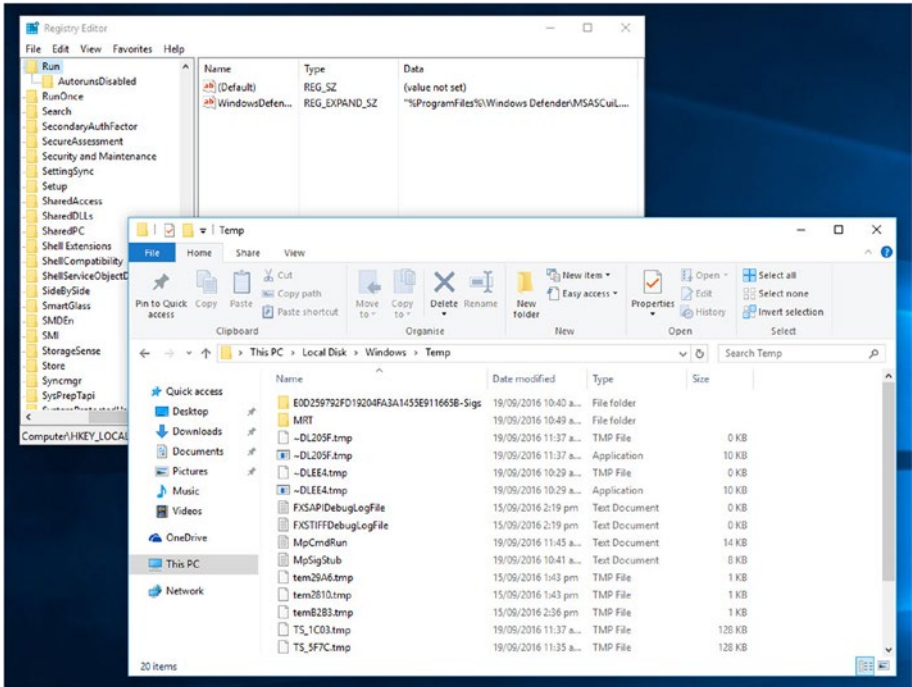 Registry Editor
File Edit View Favorites Help
Run
AutorunsDisabled
RunOnce
Search
SecondaryAuthFactor
SecureAssessment
Security and Maintenance
SettingSync
Setup
SharedAccess
SharedDLLs
SharedPC
Shell Extensions
ShellCompatibility
ShellServiceObjectD
SideBySide
SmartGlass
SMDEn
SMI
StorageSense
Store
Syncmgr
SysPrepTapi
Computer\HKEY_LOCAL
Name Type Data
(Default) REG_SZ (value not set)
WindowsDefen... REG_EXPAND_SZ "%ProgramFiles%\Windows Defender\MSASCuiL....
Temp
File Home Share View
Pin to Quick access
Copy
Paste
Cut
Copy path
Paste shortcut
Clipboard
Move to
Copy to
Delete
Rename
Organise
New folder
New item
Easy access
New
Properties
Open
Edit
History
Open
Select all
Select none
Invert selection
Select
This PC > Local Disk > Windows > Temp
Search Temp
Quick access
Desktop
Downloads
Documents
Pictures
Music
Videos
OneDrive
This PC
Network
Name Date modified Type Size
E0D259792FD19204FA3A1455E911665B-Sigs 19/09/2016 10:40 a... File folder
MRT 19/09/2016 10:49 a... File folder
~DL205F.tmp 19/09/2016 11:37 a... TMP File 0 KB
~DL205F.tmp 19/09/2016 11:37 a... Application 10 KB
~DLEE4.tmp 19/09/2016 10:29 a... TMP File 0 KB
~DLEE4.tmp 19/09/2016 10:29 a... Application 10 KB
FXSAPIDebugLogFile 15/09/2016 2:19 pm Text Document 0 KB
FXSTIFFDebugLogFile 15/09/2016 2:19 pm Text Document 0 KB
MpCmdRun 19/09/2016 11:45 a... Text Document 14 KB
MpSigStub 19/09/2016 10:41 a... Text Document 8 KB
tem29A6.tmp 15/09/2016 1:43 pm TMP File 1 KB
tem2810.tmp 15/09/2016 1:43 pm TMP File 1 KB
temB2B3.tmp 15/09/2016 2:36 pm TMP File 1 KB
TS_1C03.tmp 19/09/2016 11:37 a... TMP File 128 KB
TS_5F7C.tmp 19/09/2016 11:35 a... TMP File 128 KB
20 items